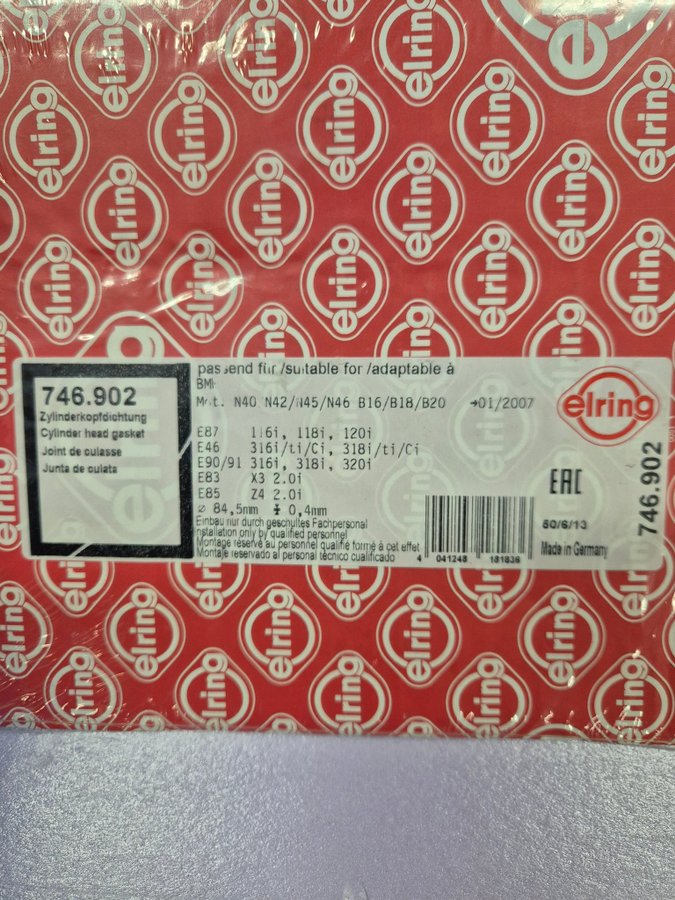 746.902
Zylinderkopfdichtung
Cylinder head gasket
Joint de culasse
Junta de culata
passend für /suitable for /adaptable à
BMW
Mot. N40 N42/N45/N46 B16/B18/B20 →01/2007
E87 116i, 118i, 120i
E46 316i/ti/Ci, 318i/ti/Ci
E90/91 316i, 318i, 320i
E83 X3 2.0i
E85 Z4 2.0i
⌀ 84,5mm ↕ 0,4mm
Einbau nur durch geschultes Fachpersonal
Installation only by qualified personnel
Montage réservé au personnel qualifié formé à cet effet
Montaje reservado al personal técnico cualificado
4 041248 181836
elring
EAC
60/6/13
Made in Germany
746.902